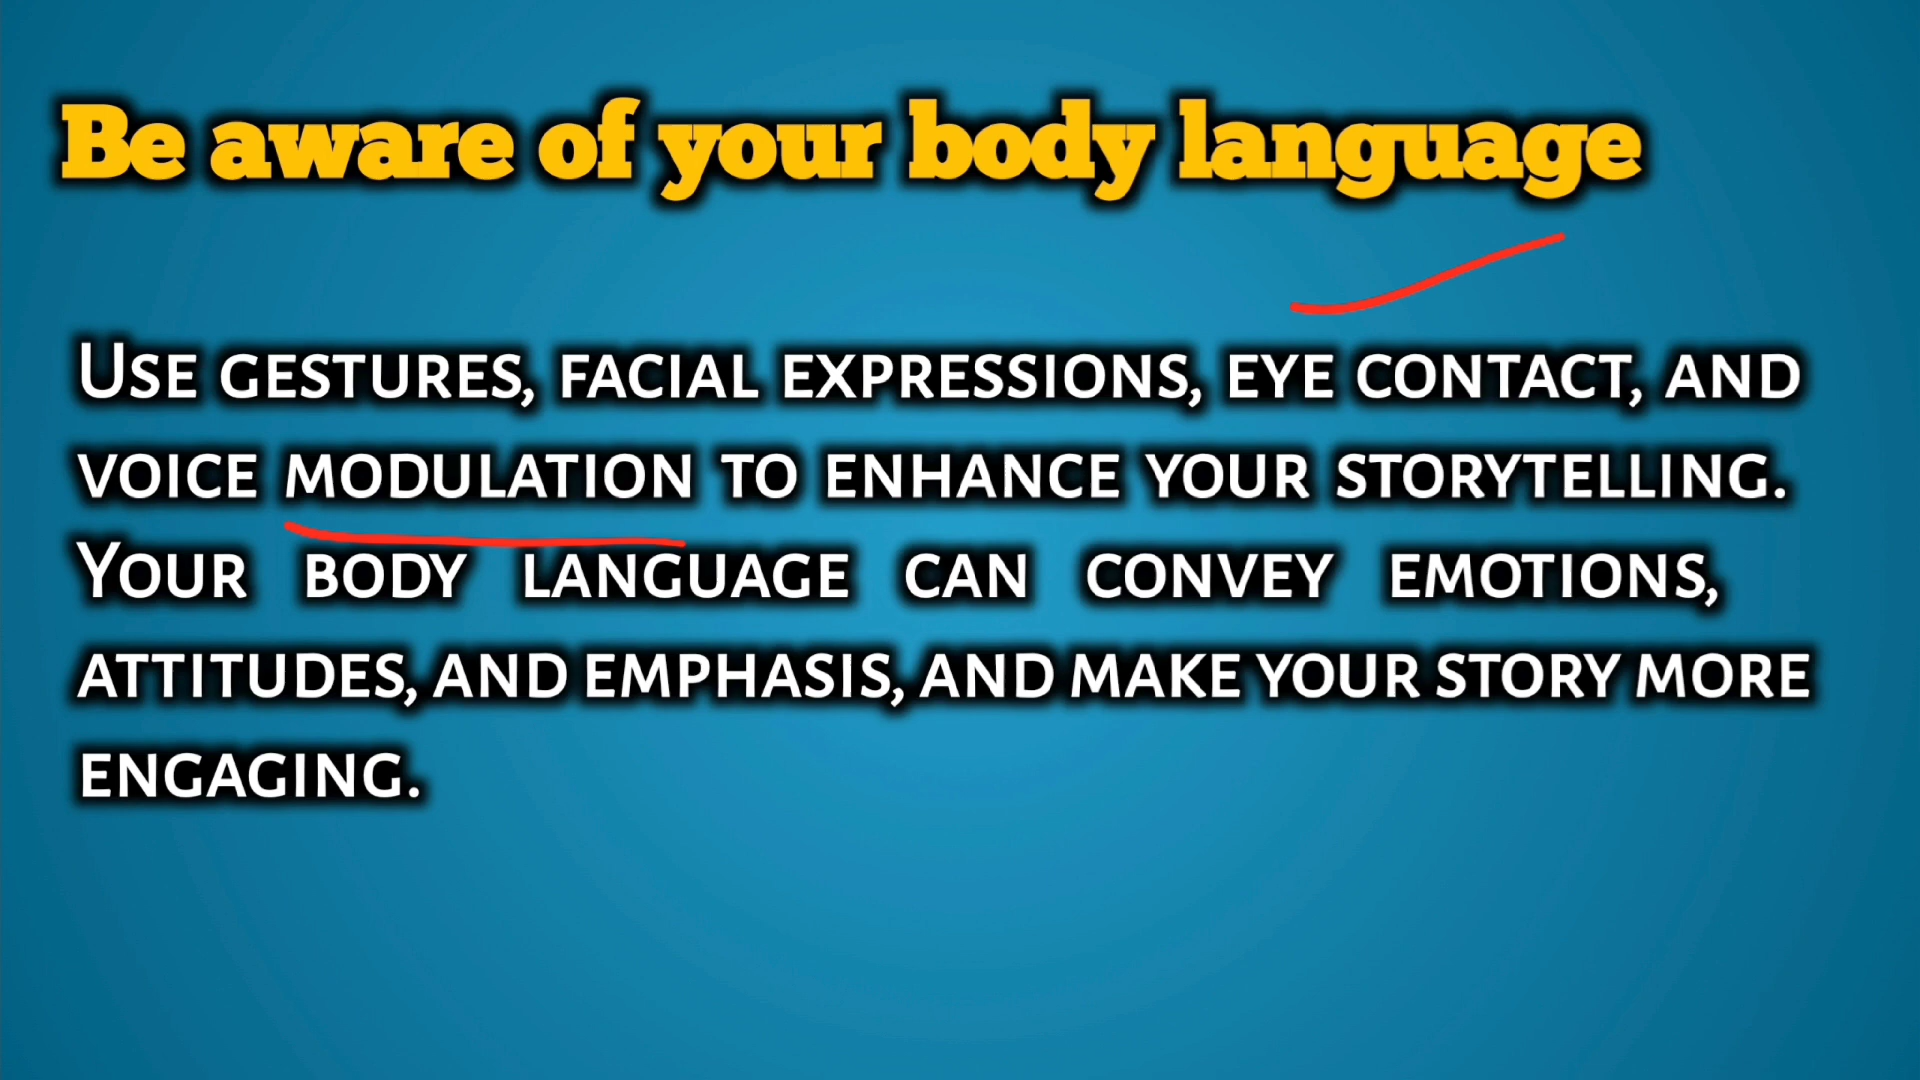 Be aware of your body language
Use gestures, facial expressions, eye contact, and
voice modulation to enhance your storytelling.
Your body language can convey emotions,
attitudes, and emphasis, and make your story more
engaging.